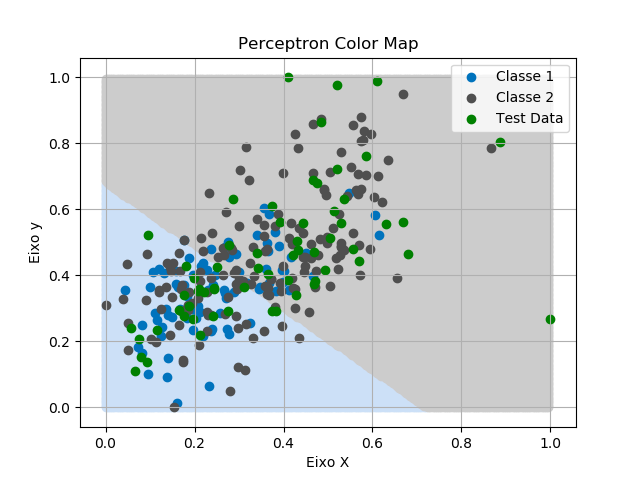 Perceptron Color Map
Classe 1
Classe 2
Test Data
Eixo y
1.0
0.8
0.6
0.4
0.2
0.0
0.0 0.2 0.4 0.6 0.8 1.0
Eixo X